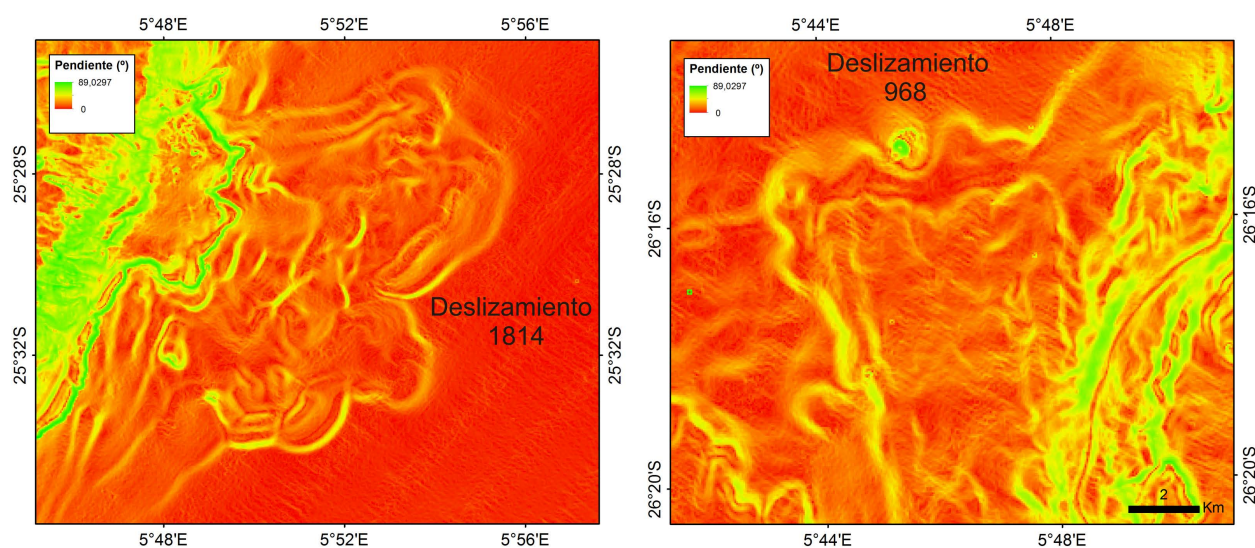 5°48'E
5°52'E
5°56'E
Pendiente (º)
89,0297
0
25°28'S
25°28'S
Deslizamiento
1814
25°32'S
25°32'S
5°48'E
5°52'E
5°56'E
5°44'E
5°48'E
Pendiente (º)
89,0297
0
Deslizamiento
968
26°16'S
26°16'S
26°20'S
26°20'S
2
Km
5°44'E
5°48'E